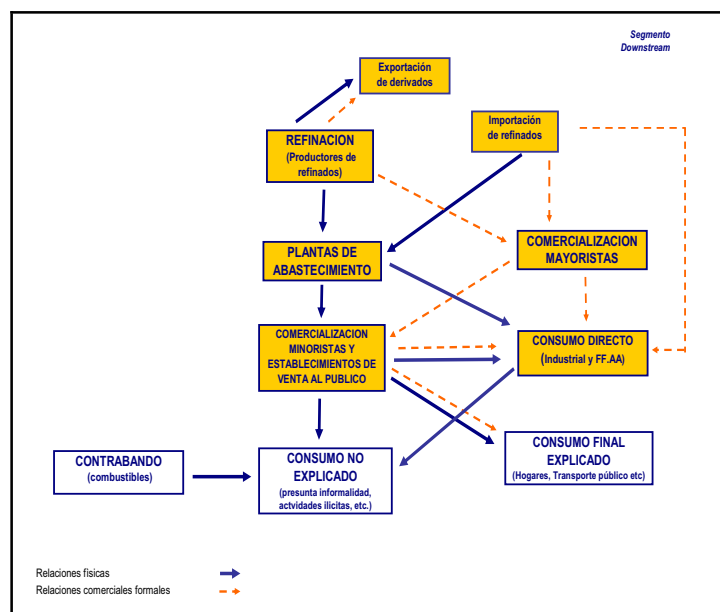 Segmento
Downstream
Exportación
de derivados
Importación
de refinados
REFINACION
(Productores de
refinados)
PLANTAS DE
ABASTECIMIENTO
COMERCIALIZACION
MAYORISTAS
COMERCIALIZACION
MINORISTAS Y
ESTABLECIMIENTOS DE
VENTA AL PUBLICO
CONSUMO DIRECTO
(Industrial y FF.AA)
CONTRABANDO
(combustibles)
CONSUMO NO
EXPLICADO
(presunta informalidad,
actvidades ilicitas, etc.)
CONSUMO FINAL
EXPLICADO
(Hogares, Transporte público etc)
Relaciones fisicas
Relaciones comerciales formales